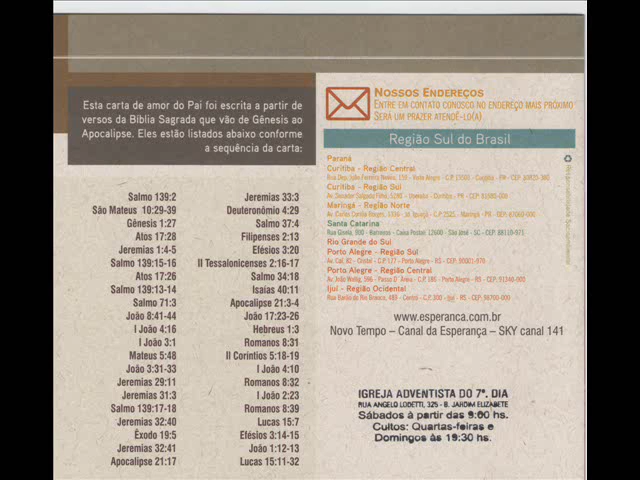 Esta carta de amor do Pai foi escrita a partir de
versos da Bíblia Sagrada que vão de Gênesis ao
Apocalipse. Eles estão listados abaixo conforme
a sequência da carta:
Salmo 139:2
São Mateus 10:29-39
Gênesis 1:27
Atos 17:28
Jeremias 1:4-5
Salmo 139:15-16
Atos 17:26
Salmo 139:13-14
Salmo 71:3
João 8:41-44
I João 4:16
I João 3:1
Mateus 5:48
João 3:31-33
Jeremias 29:11
Jeremias 31:3
Salmo 139:17-18
Jeremias 32:40
Êxodo 19:5
Jeremias 32:41
Apocalipse 21:17
Jeremias 33:3
Deuteronômio 4:29
Salmo 37:4
Filipenses 2:13
Efésios 3:20
II Tessalonicenses 2:16-17
Salmo 34:18
Isaías 40:11
Apocalipse 21:3-4
João 17:23-26
Hebreus 1:3
Romanos 8:31
II Coríntios 5:18-19
I João 4:10
Romanos 8:32
I João 2:23
Romanos 8:39
Lucas 15:7
Efésios 3:14-15
João 1:12-13
Lucas 15:11-32
NOSSOS ENDEREÇOS
ENTRE EM CONTATO CONOSCO NO ENDEREÇO MAIS PRÓXIMO
SERÁ UM PRAZER ATENDÊ-LO(A)
Região Sul do Brasil
Paraná
Curitiba - Região Central
Curitiba - Região Sul
Maringá - Região Norte
Santa Catarina
Rio Grande do Sul
Porto Alegre - Região Sul
Porto Alegre - Região Central
Ijuí - Região Ocidental
www.esperanca.com.br
Novo Tempo – Canal da Esperança – SKY canal 141
IGREJA ADVENTISTA DO 7º. DIA
RUA ANGELO LODETTI, 325 - B. JARDIM ELIZABETE
Sábados à partir das 9:00 hs.
Cultos: Quartas-feiras e
Domingos às 19:30 hs.